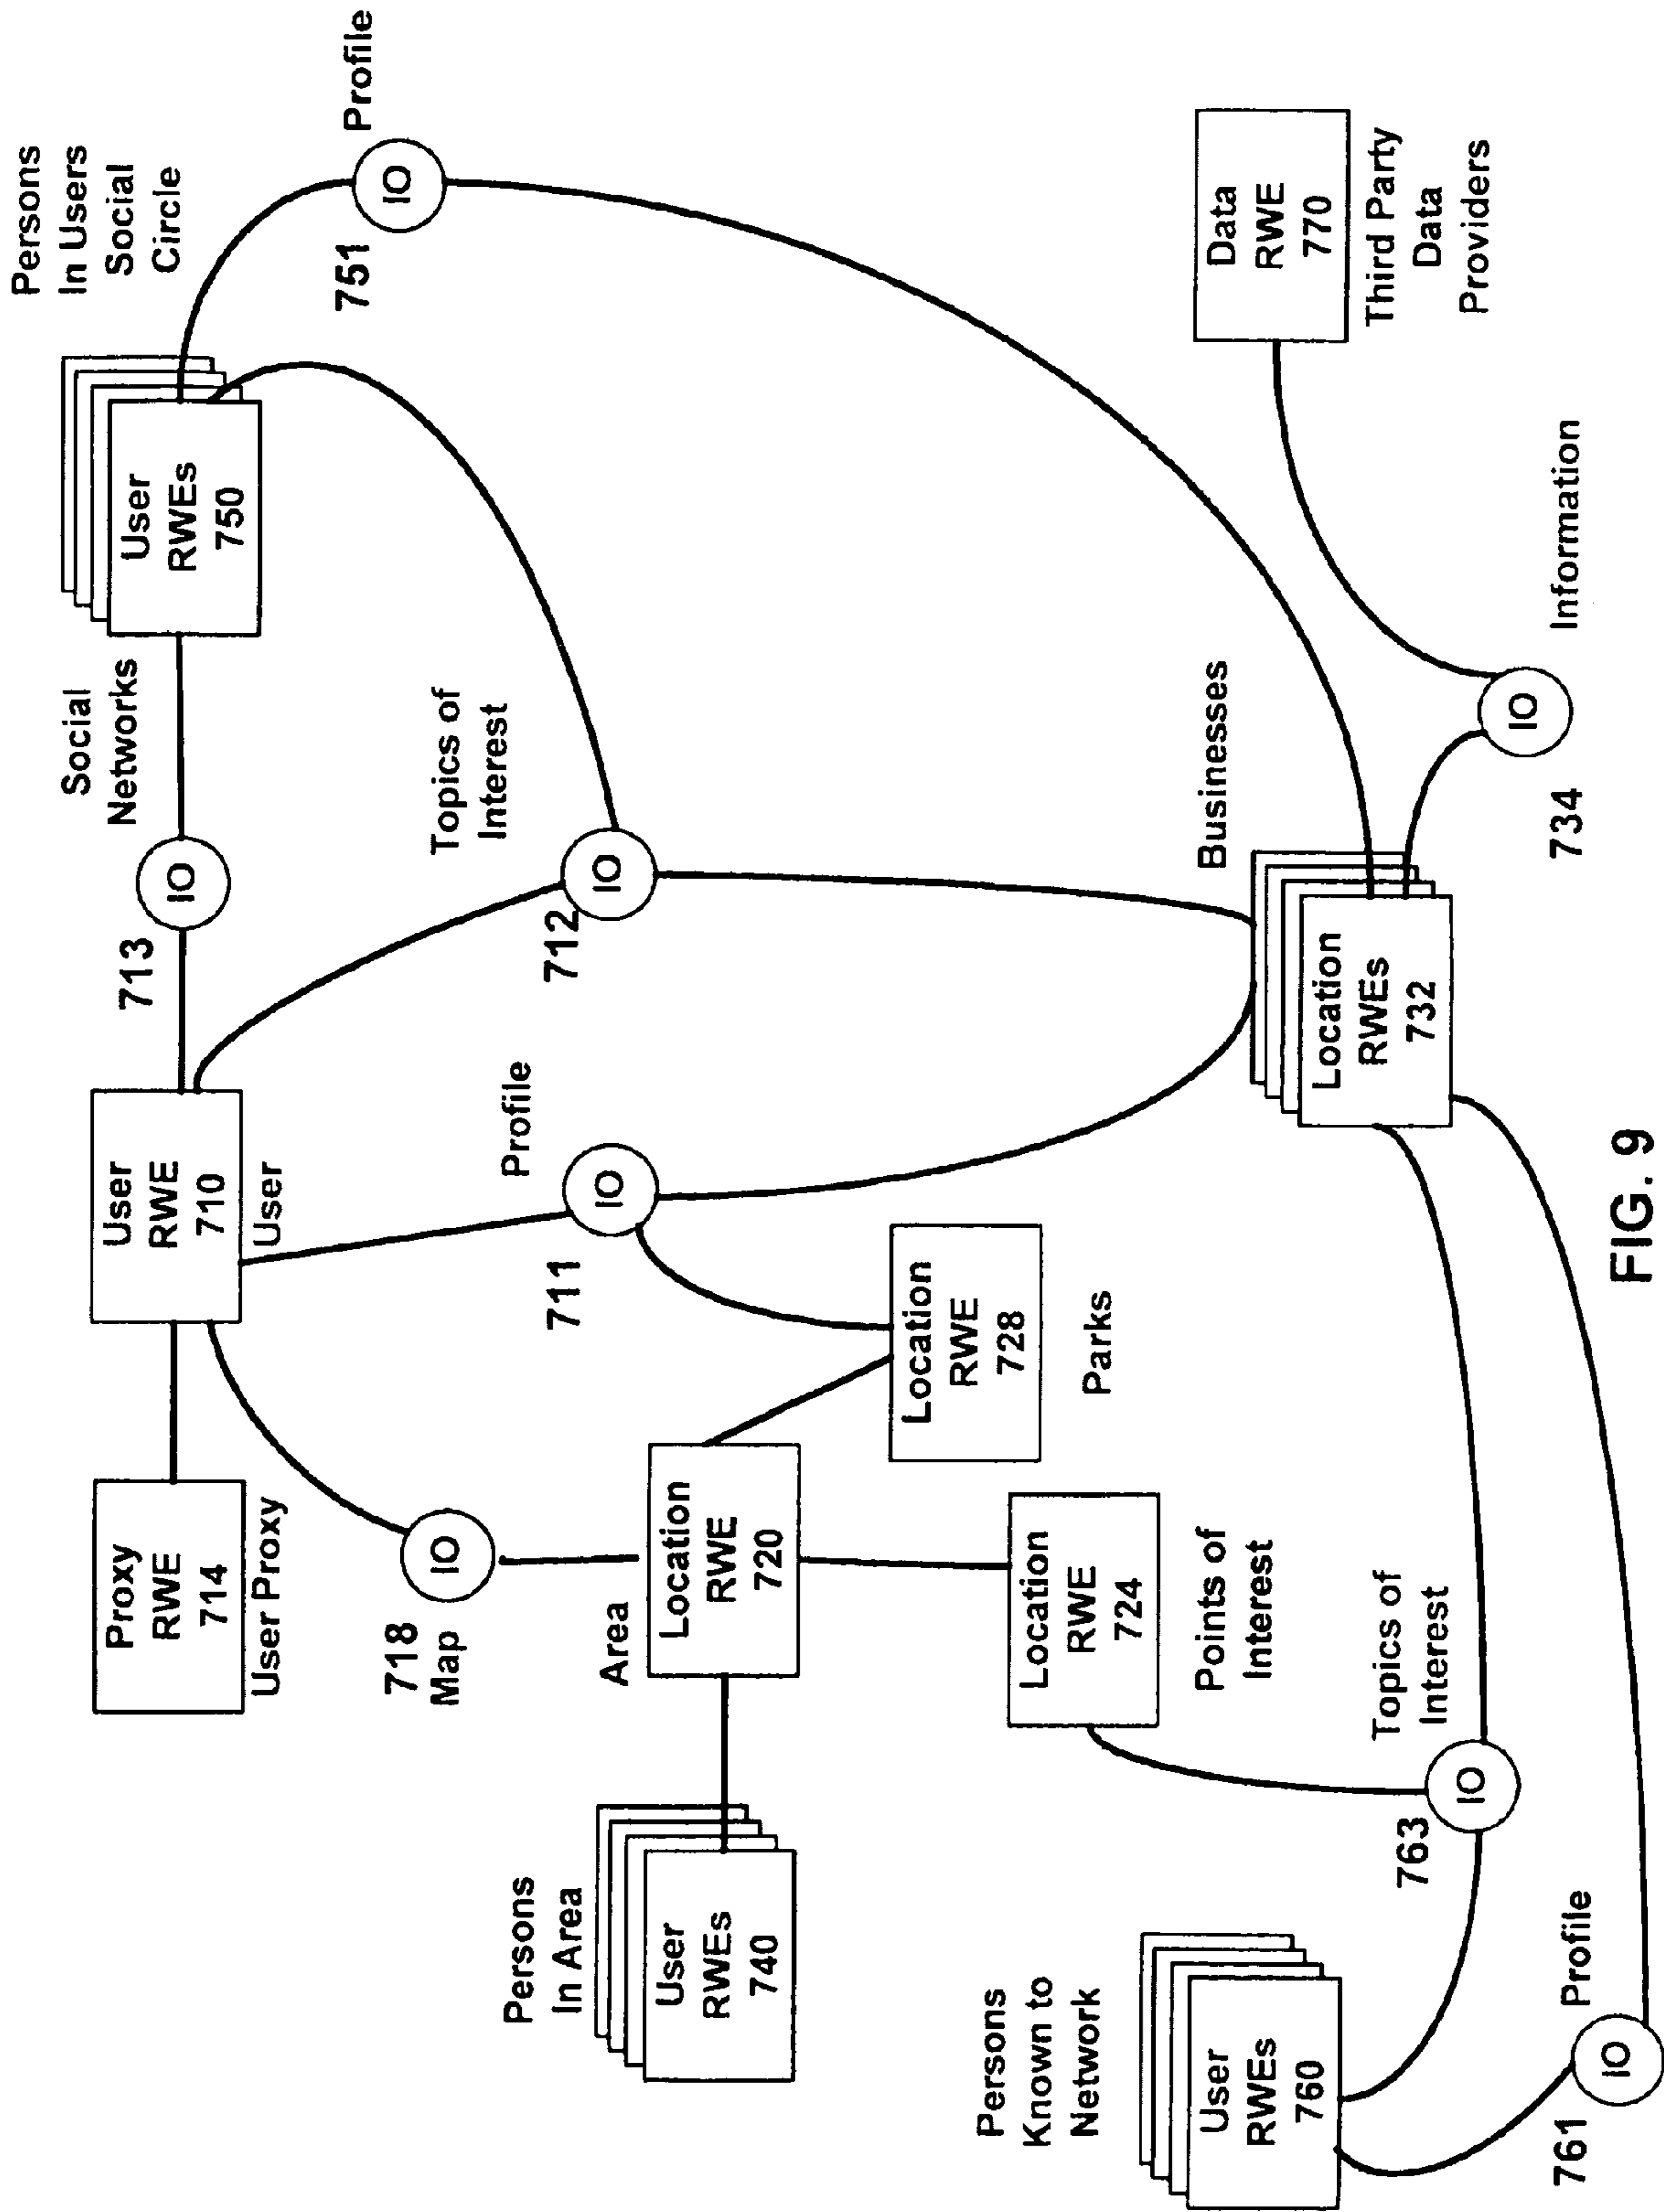 Persons
In Users
Social
Circle
User
RWEs
750
Profile
IO
751
Social
Networks
IO
713
Topics of
Interest
IO
712
User
RWE
710
User
Profile
IO
711
Proxy
RWE
714
User Proxy
IO
718
Map
Area
Location
RWE
720
Location
RWE
728
Parks
Location
RWE
724
Points of
Interest
Persons
In Area
User
RWEs
740
Persons
Known to
Network
User
RWEs
760
Topics of
Interest
IO
763
Profile
IO
761
Businesses
Location
RWEs
732
Information
IO
734
Data
RWE
770
Third Party
Data
Providers
FIG. 9